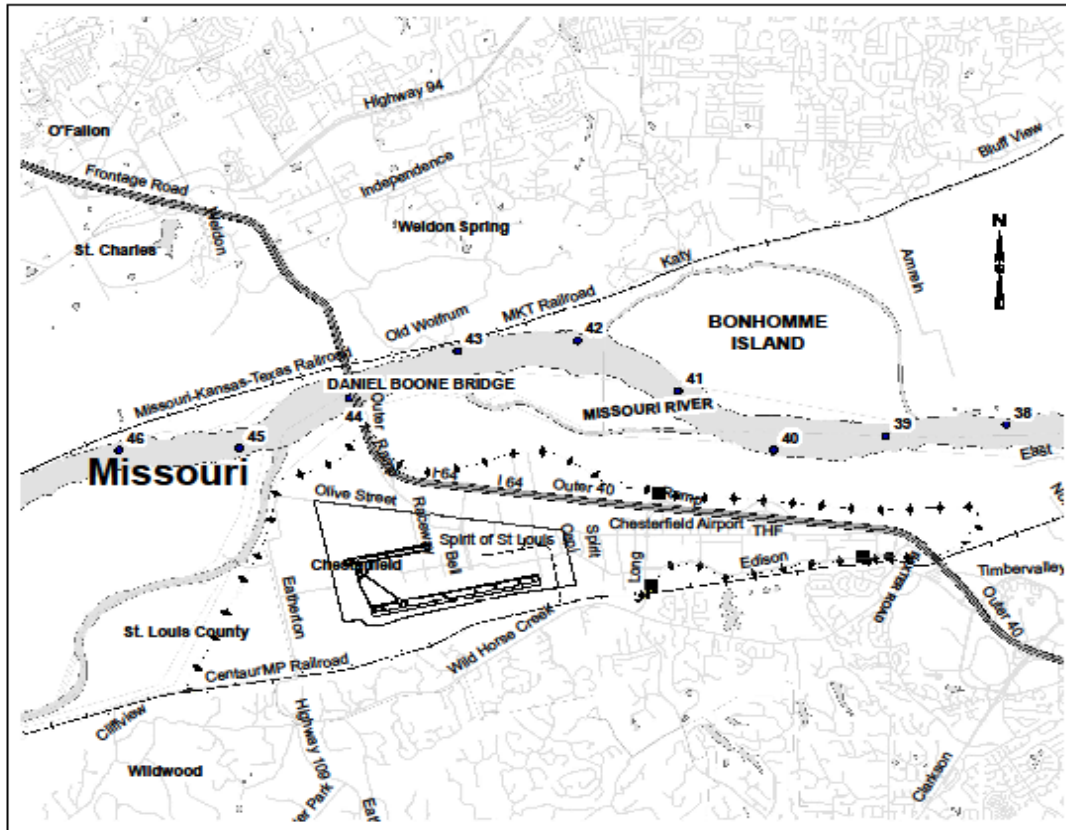 Highway 94
O'Fallon
Bluff View
Frontage Road
Independence
Weldon
Weldon Spring
St. Charles
N
Katy
Amrein
MKT Railroad
Old Wolfrum
BONHOMME
ISLAND
43
42
Missouri-Kansas-Texas Railroad
DANIEL BOONE BRIDGE
41
MISSOURI RIVER
44
Outer
38
39
46
45
40
East
Missouri
I 64
I 64
Outer 40
Ramp
Olive Street
Raceway
Chesterfield Airport
THF
Spirit of St Louis
Spirit
Bell
Long
Edison
Chesterfield
Timbervalley
Eatherton
Outer 40
St. Louis County
Wild Horse Creek
Centaur MP Railroad
Cliffview
Highway 109
Wildwood
Clarkson